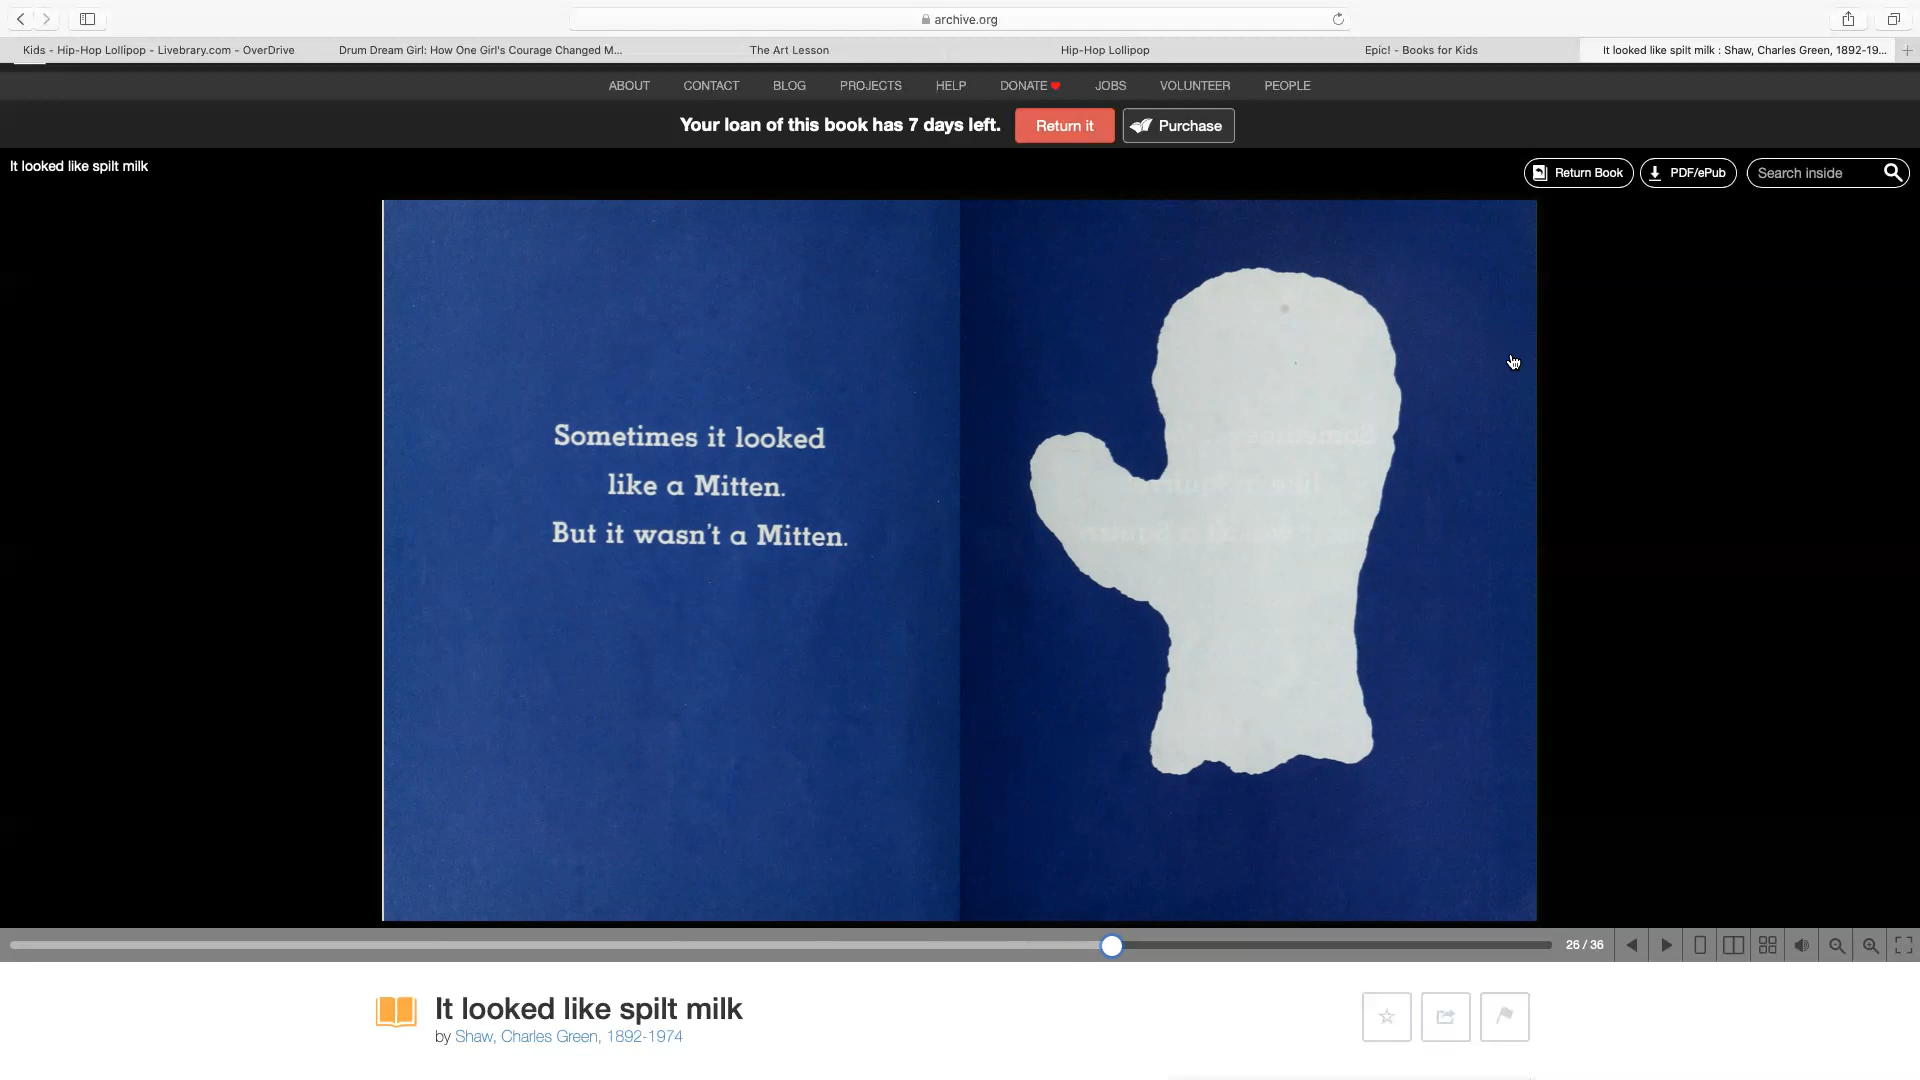 archive.org
Kids - Hip-Hop Lollipop - Livebrary.com - OverDrive
Drum Dream Girl: How One Girl's Courage Changed M...
The Art Lesson
Hip-Hop Lollipop
Epic! - Books for Kids
It looked like spilt milk : Shaw, Charles Green, 1892-19...
ABOUT CONTACT BLOG PROJECTS HELP DONATE JOBS VOLUNTEER PEOPLE
Your loan of this book has 7 days left. Return it Purchase
It looked like spilt milk
Return Book PDF/ePub Search inside
Sometimes it looked
like a Mitten.
But it wasn't a Mitten.
26 / 36
It looked like spilt milk
by Shaw, Charles Green, 1892-1974